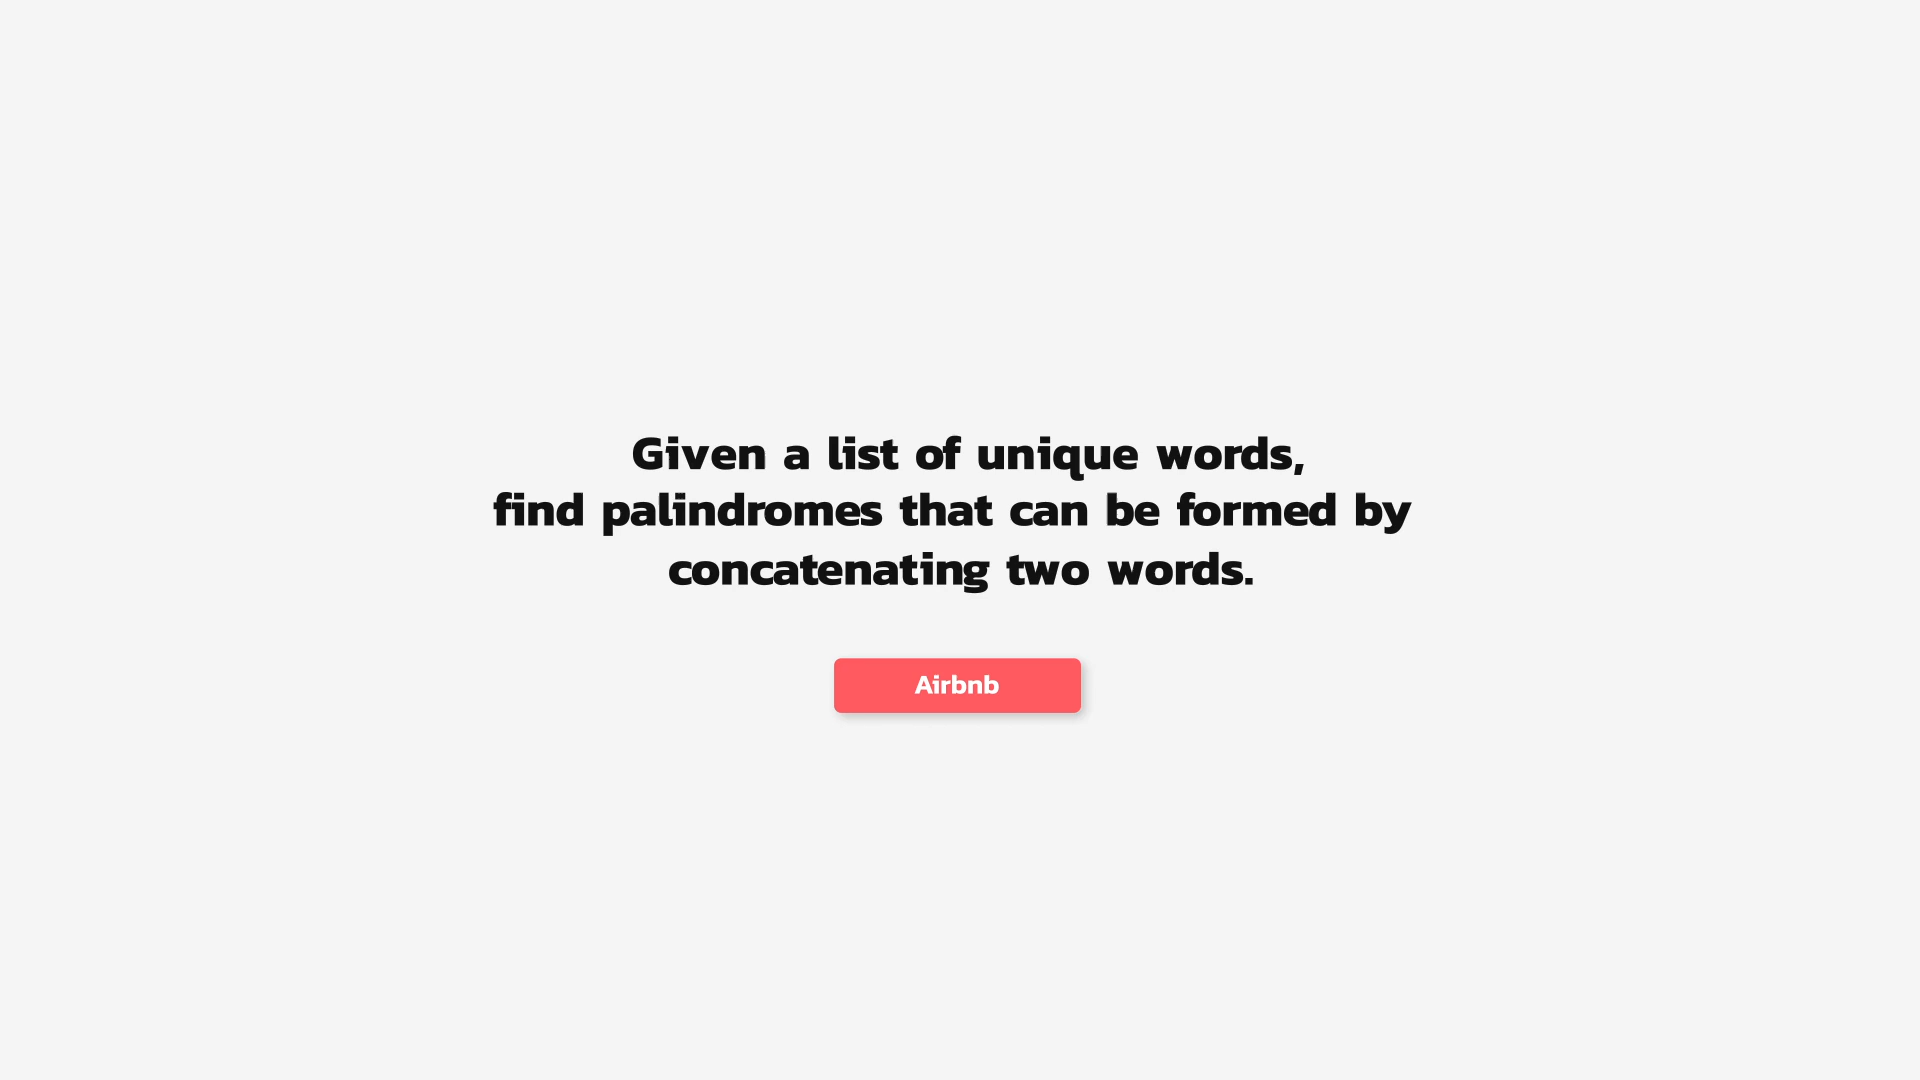 Given a list of unique words,
find palindromes that can be formed by
concatenating two words.
Airbnb